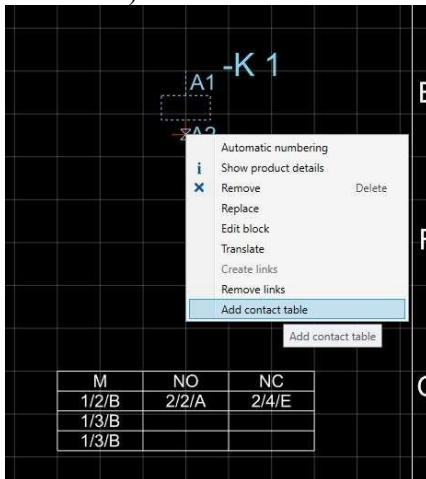 )
-K 1
A1
A2
Automatic numbering
i Show product details
Remove Delete
Replace
Edit block
Translate
Create links
Remove links
Add contact table
Add contact table
M NO NC
1/2/B 2/2/A 2/4/E
1/3/B
1/3/B